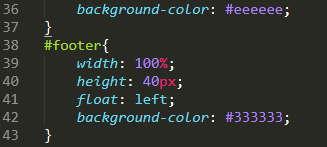 36 background-color: #eeeeee;
37 }
38 #footer{
39 width: 100%;
40 height: 40px;
41 float: left;
42 background-color: #333333;
43 }